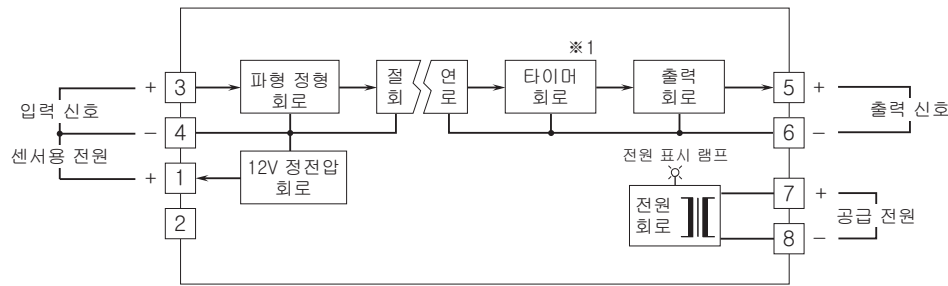 ※1
+ 3 파형 정형 회로 절연 회로 타이머 회로 출력 회로 5 +
입력 신호
출력 신호
− 4
6 −
센서용 전원
12V 정전압
회로
전원 표시 램프
+ 1
7 +
전원
회로
공급 전원
2
8 −